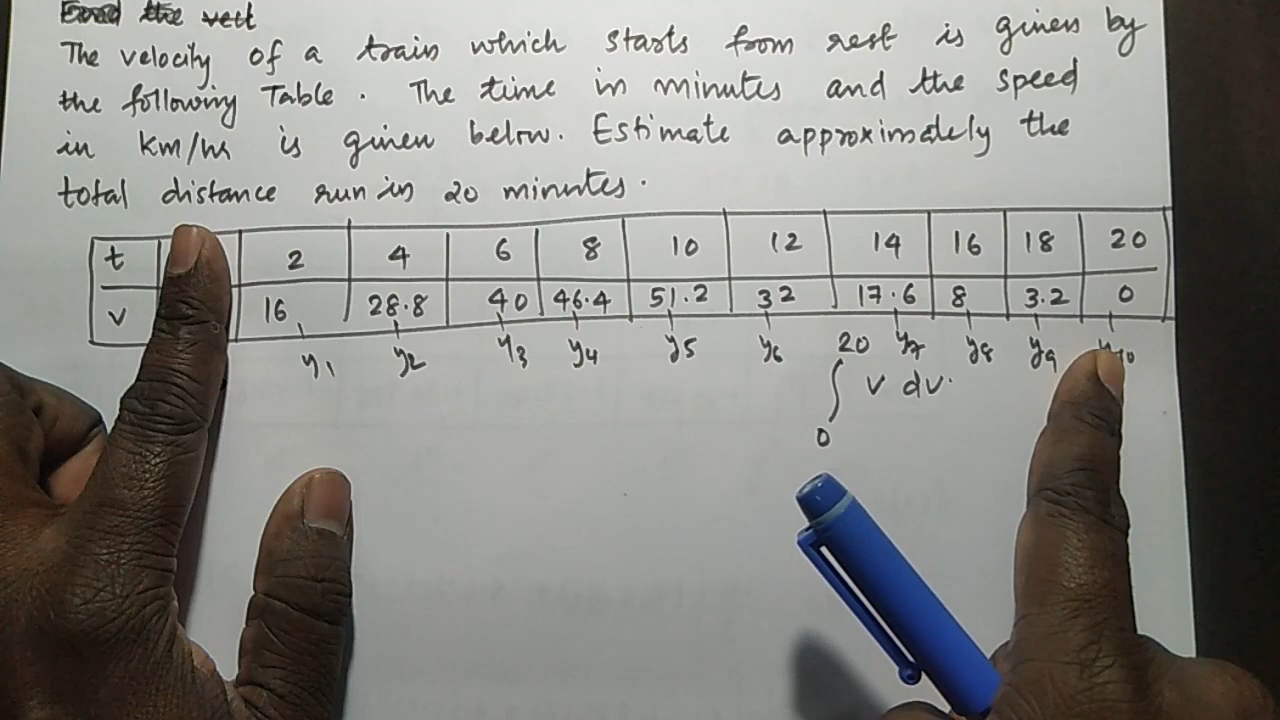 The velocity of a train which starts from rest is given by
the following Table. The time in minutes and the speed
in km/hr is given below. Estimate approximately the
total distance run in 20 minutes.
t 2 4 6 8 10 12 14 16 18 20
v 16 28.8 40 46.4 51.2 32 17.6 8 3.2 0
y1 y2 y3 y4 y5 y6 y7 y8 y9 y10
20
∫ v dv.
0